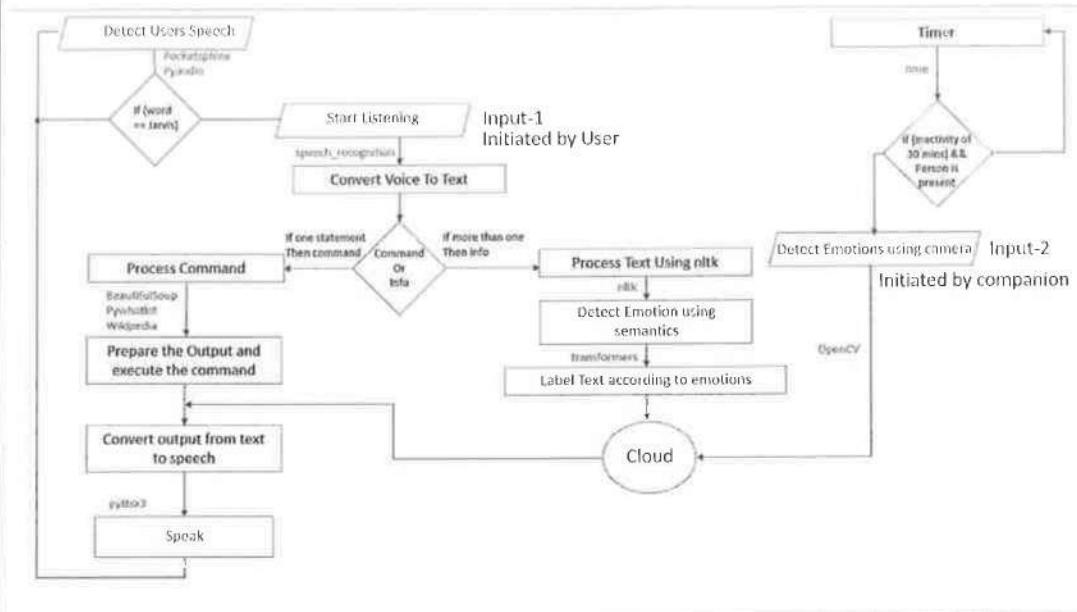 Detect Users Speech
Pocketsphinx
Pyaudio
If [word
== Jarvis]
Start Listening
Input-1
Initiated by User
speech_recognition
Convert Voice To Text
If one statement
Then command
Command
Or
Info
If more than one
Then Info
Process Command
BeautifulSoup
Pywhatkit
Wikipedia
Prepare the Output and
execute the command
Convert output from text
to speech
pyttsx3
Speak
Process Text Using nltk
nltk
Detect Emotion using
semantics
transformers
Label Text according to emotions
Cloud
Timer
time
If [Inactivity of
30 mins] &&
Person is
present
Detect Emotions using camera
Input-2
Initiated by companion
OpenCV